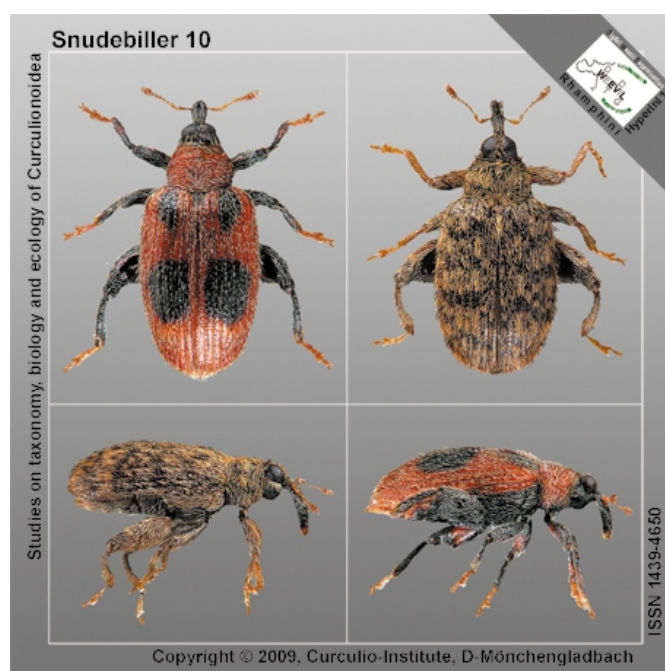 Snudebiller 10
Studies on taxonomy, biology and ecology of Curculionoidea
Rhamphini
WEEVIL
ISSN 1439-4650
Copyright © 2009, Curculio-Institute, D-Mönchengladbach